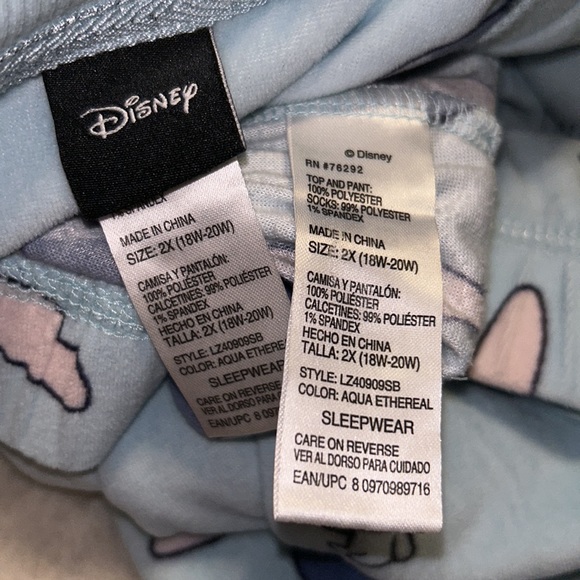 Disney
MADE IN CHINA
SIZE: 2X (18W-20W)
CAMISA Y PANTALÓN:
100% POLIÉSTER
CALCETINES: 99% POLIÉSTER
1% SPANDEX
HECHO EN CHINA
TALLA: 2X (18W-20W)
STYLE: LZ40909SB
COLOR: AQUA ETHEREAL
SLEEPWEAR
CARE ON REVERSE
VER AL DORSO PARA CUIDADO
EAN/UPC 8 0970989716
© Disney
RN #76292
TOP AND PANT:
100% POLYESTER
SOCKS: 99% POLYESTER
1% SPANDEX
MADE IN CHINA
SIZE: 2X (18W-20W)
CAMISA Y PANTALÓN:
100% POLIÉSTER
CALCETINES: 99% POLIÉSTER
1% SPANDEX
HECHO EN CHINA
TALLA: 2X (18W-20W)
STYLE: LZ40909SB
COLOR: AQUA ETHEREAL
SLEEPWEAR
CARE ON REVERSE
VER AL DORSO PARA CUIDADO
EAN/UPC 8 0970989716